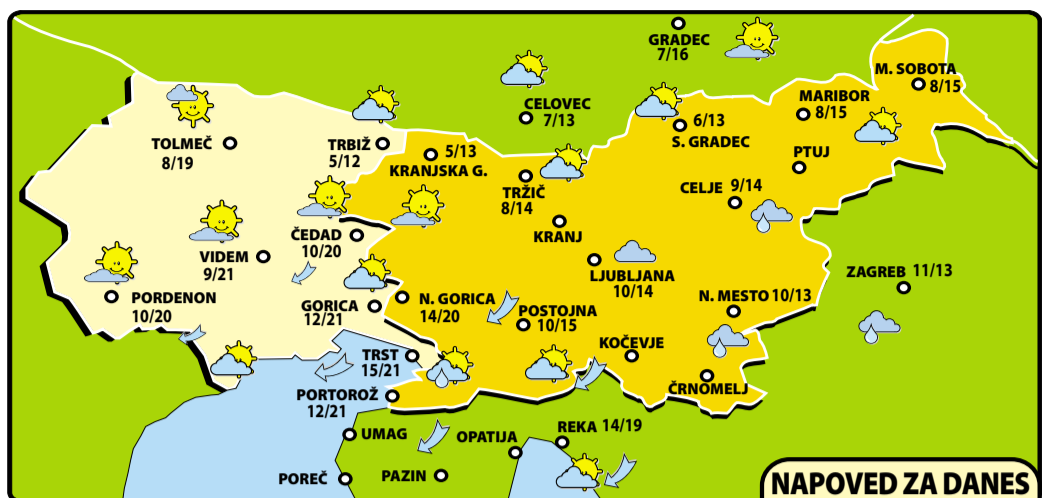 GRADEC
7/16
M. SOBOTA
8/15
MARIBOR
8/15
CELOVEC
7/13
6/13
S. GRADEC
TOLMEČ
8/19
TRBIŽ
5/12
5/13
KRANJSKA G.
PTUJ
TRŽIČ
8/14
CELJE 9/14
KRANJ
ČEDAD
10/20
VIDEM
9/21
LJUBLJANA
10/14
ZAGREB 11/13
PORDENON
10/20
GORICA
12/21
N. GORICA
14/20
POSTOJNA
10/15
N. MESTO 10/13
KOČEVJE
TRST
15/21
ČRNOMELJ
PORTOROŽ
12/21
UMAG
OPATIJA
REKA 14/19
POREČ
PAZIN
NAPOVED ZA DANES